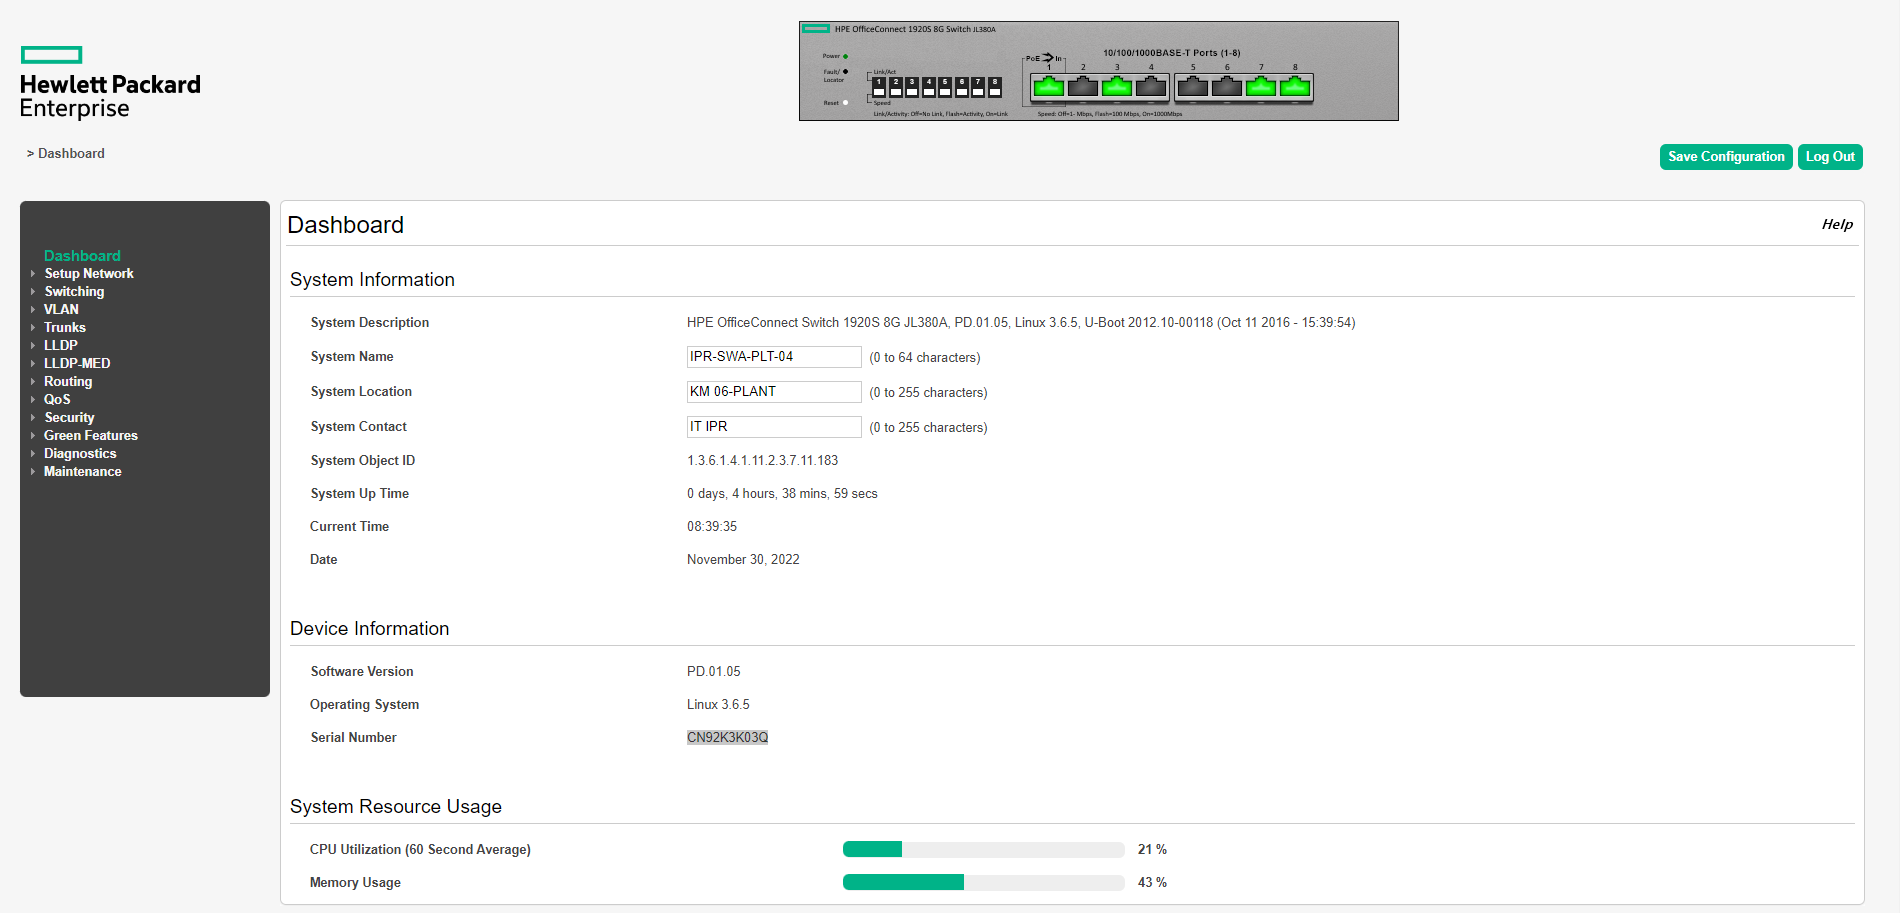 HPE OfficeConnect 1920S 8G Switch JL380A
Power
Fault/
Locator
Reset
Link/Act
1 2 3 4 5 6 7 8
Speed
Link/Activity: Off=No Link, Flash=Activity, On=Link
10/100/1000BASE-T Ports (1-8)
PoE In
1 2 3 4 5 6 7 8
Speed: Off=1- Mbps, Flash=100 Mbps, On=1000Mbps
Hewlett Packard
Enterprise
> Dashboard
Save Configuration
Log Out
Dashboard
Setup Network
Switching
VLAN
Trunks
LLDP
LLDP-MED
Routing
QoS
Security
Green Features
Diagnostics
Maintenance
Dashboard
Help
System Information
System Description HPE OfficeConnect Switch 1920S 8G JL380A, PD.01.05, Linux 3.6.5, U-Boot 2012.10-00118 (Oct 11 2016 - 15:39:54)
System Name IPR-SWA-PLT-04 (0 to 64 characters)
System Location KM 06-PLANT (0 to 255 characters)
System Contact IT IPR (0 to 255 characters)
System Object ID 1.3.6.1.4.1.11.2.3.7.11.183
System Up Time 0 days, 4 hours, 38 mins, 59 secs
Current Time 08:39:35
Date November 30, 2022
Device Information
Software Version PD.01.05
Operating System Linux 3.6.5
Serial Number CN92K3K03Q
System Resource Usage
CPU Utilization (60 Second Average) 21 %
Memory Usage 43 %